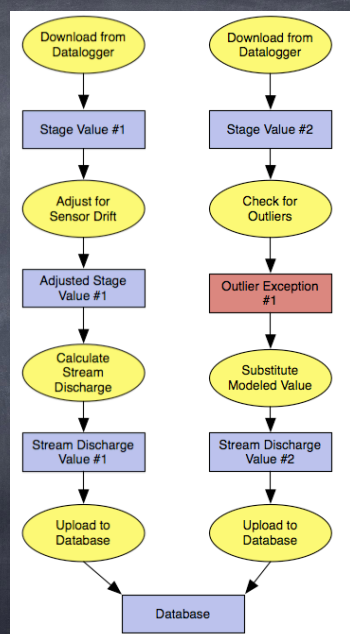 Download from
Datalogger
Stage Value #1
Adjust for
Sensor Drift
Adjusted Stage
Value #1
Calculate
Stream
Discharge
Stream Discharge
Value #1
Upload to
Database
Download from
Datalogger
Stage Value #2
Check for
Outliers
Outlier Exception
#1
Substitute
Modeled Value
Stream Discharge
Value #2
Upload to
Database
Database